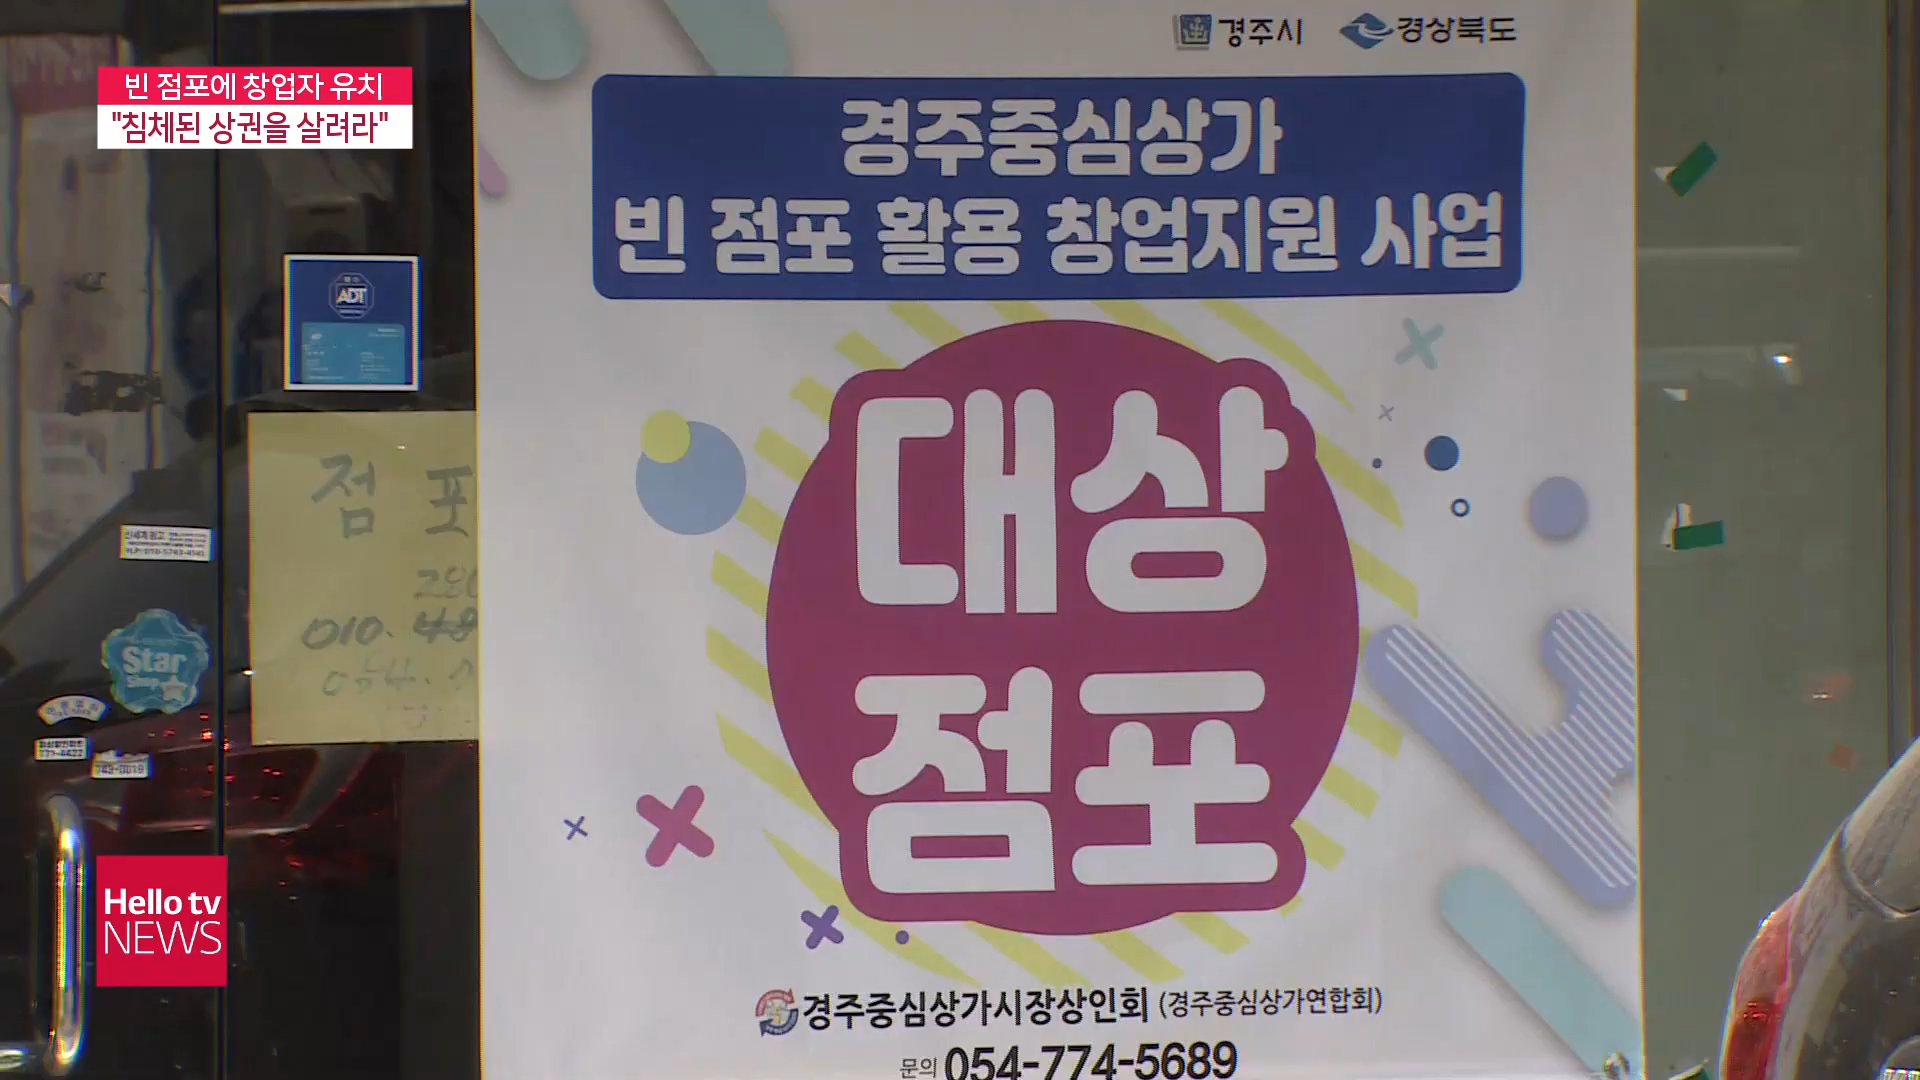 빈 점포에 창업자 유치
"침체된 상권을 살려라"
경주시
경상북도
경주중심상가
빈 점포 활용 창업지원 사업
대상
점포
경주중심상가시장상인회 (경주중심상가연합회)
문의 054-774-5689
ADT
점 포
010.
Star
Shop
Hello tv
NEWS